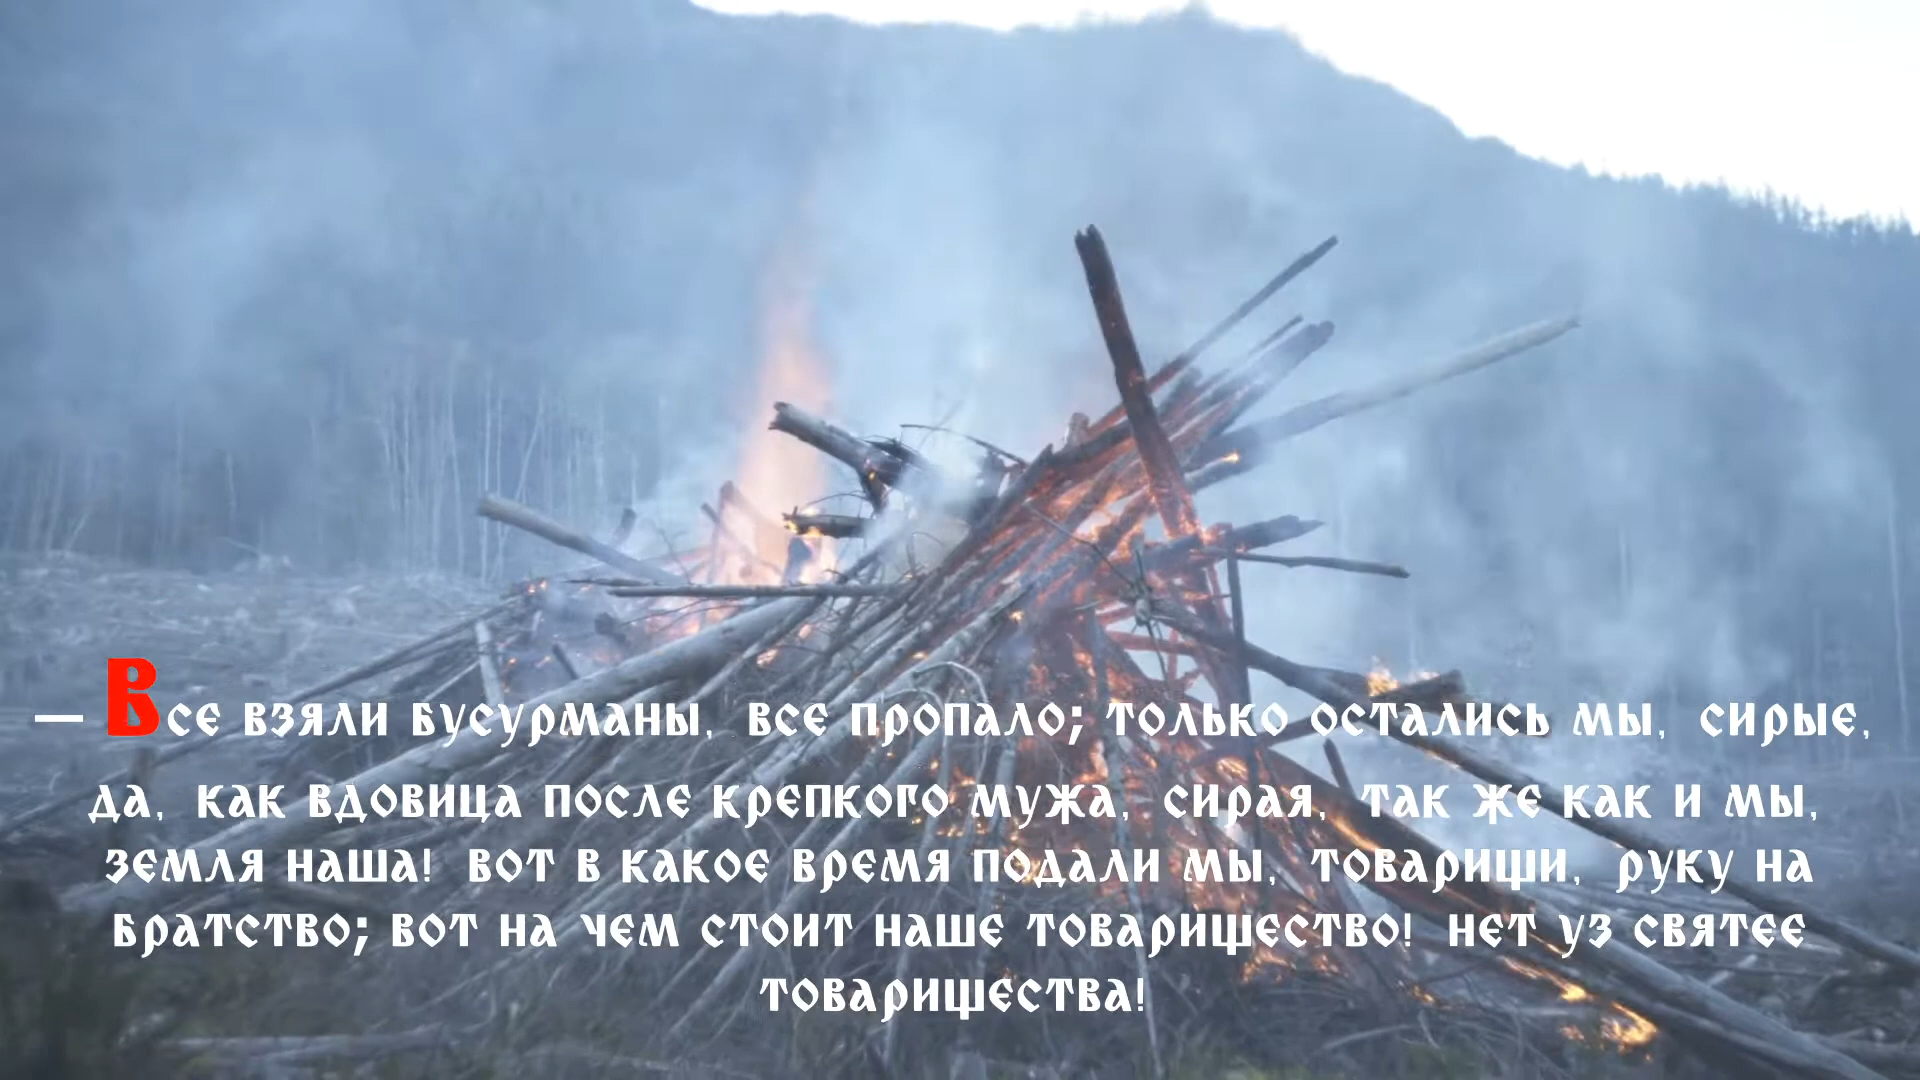 — Все взяли бусурманы, все пропало; только остались мы, сирые,
да, как вдовица после крепкого мужа, сирая, так же как и мы,
земля наша! вот в какое время подали мы, товарищи, руку на
братство; вот на чем стоит наше товарищество! нет уз святее
товарищества!